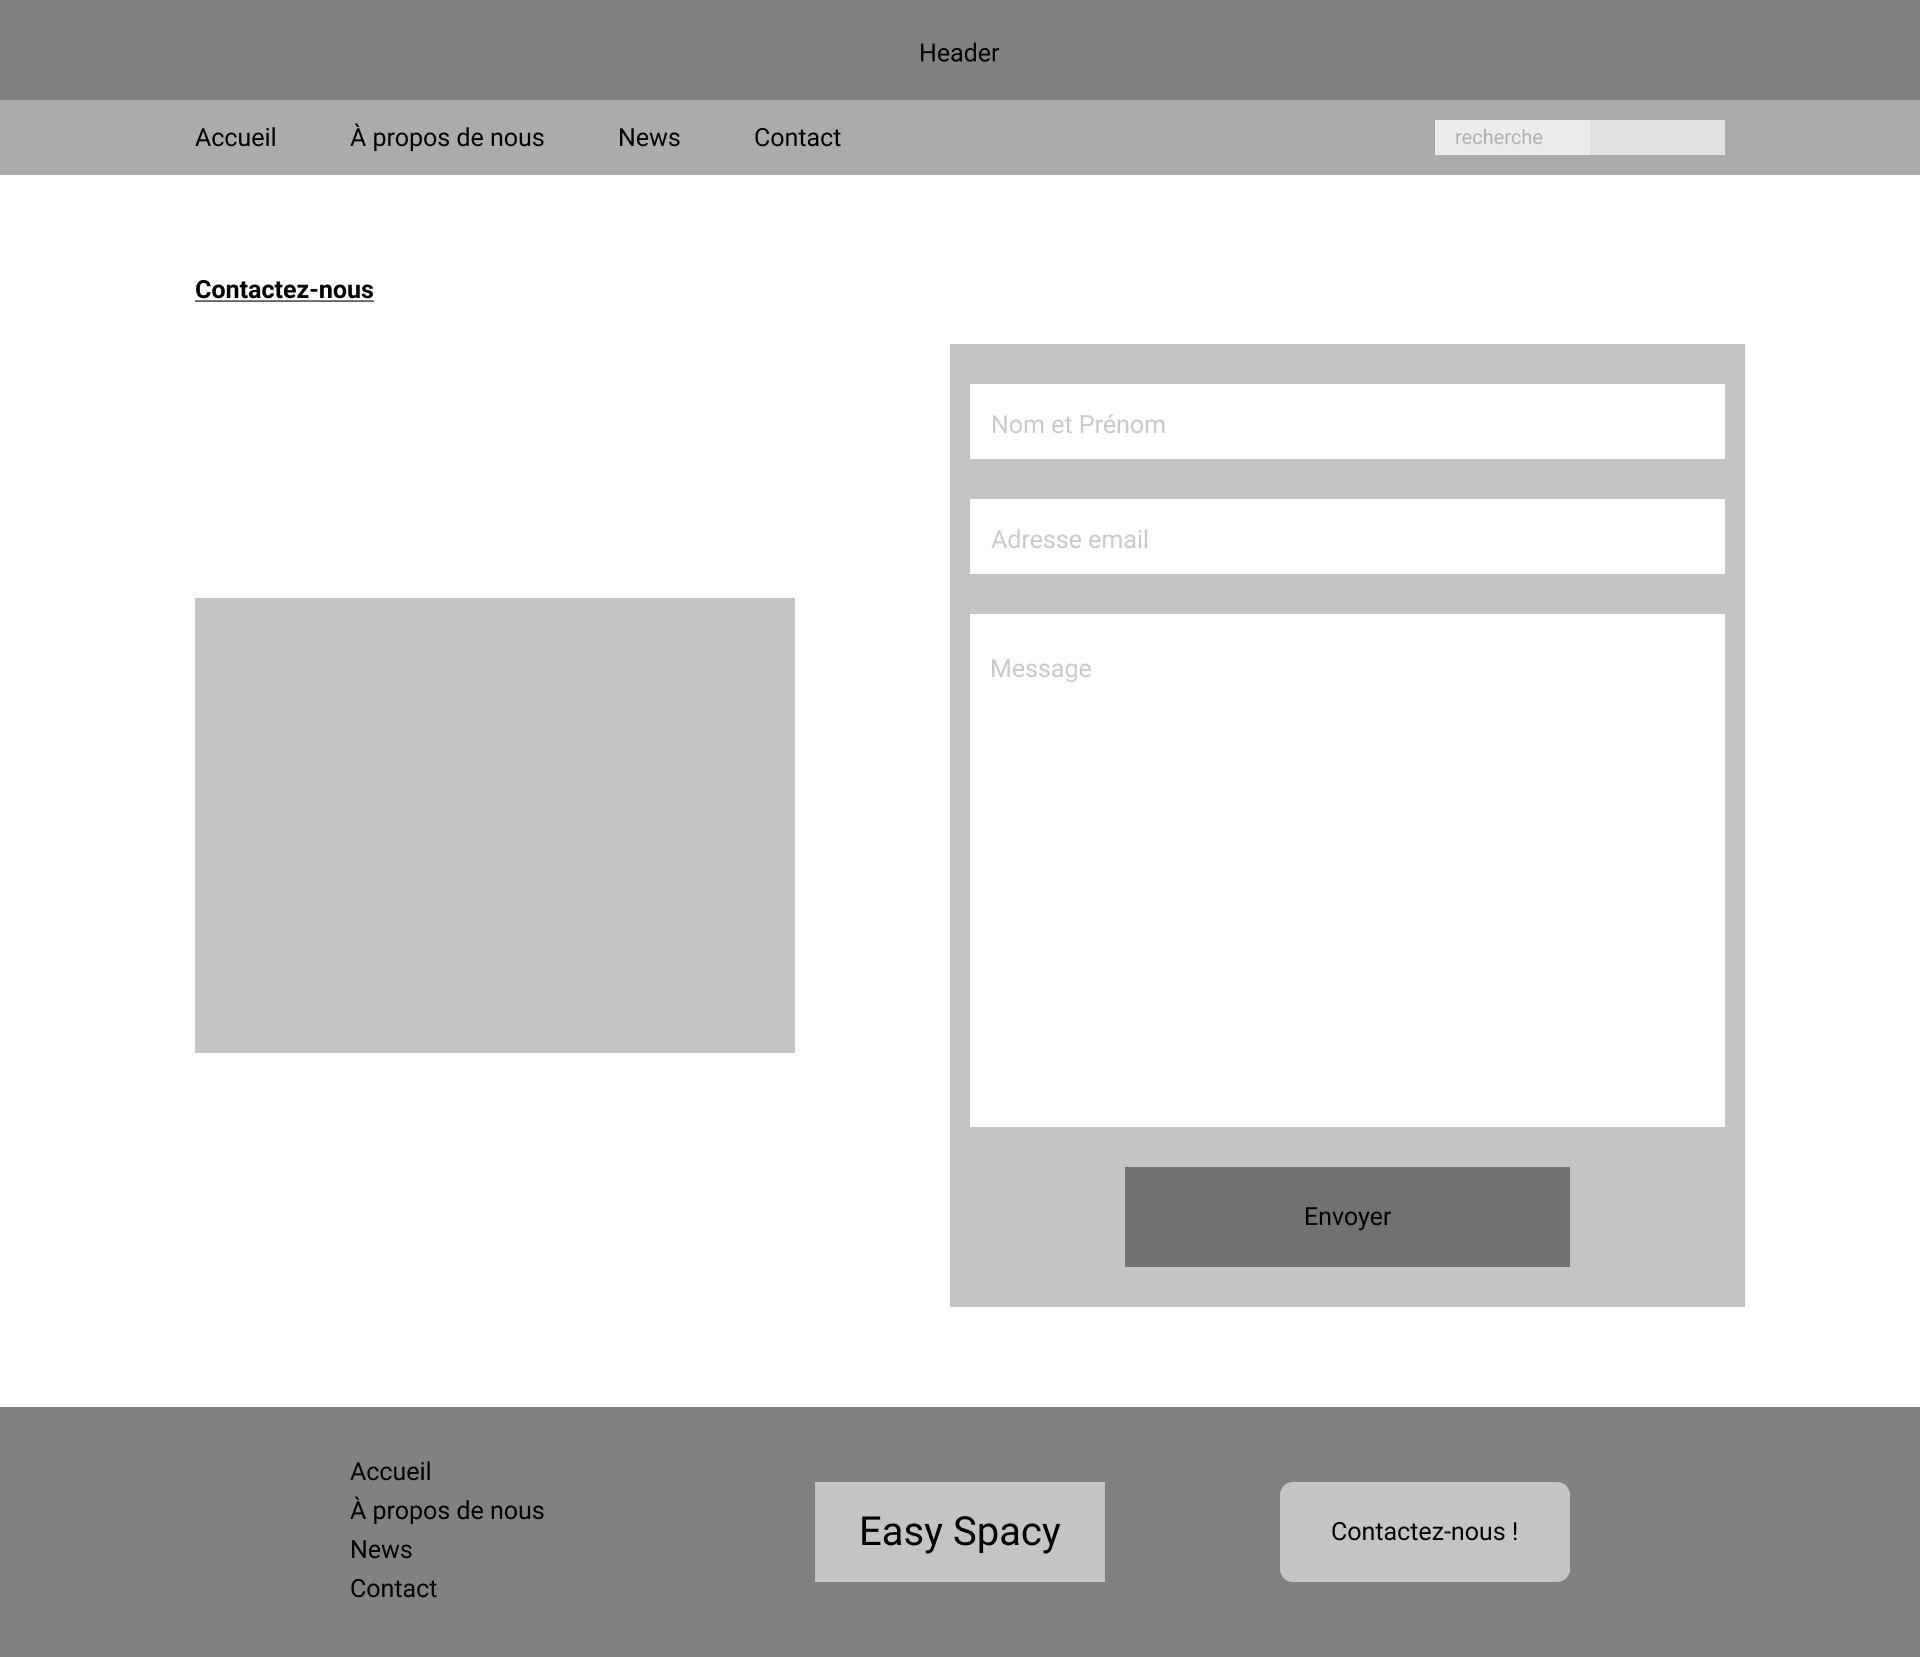 Header
Accueil À propos de nous News Contact recherche
Contactez-nous
Nom et Prénom
Adresse email
Message
Envoyer
Accueil
À propos de nous
News
Contact
Easy Spacy
Contactez-nous !